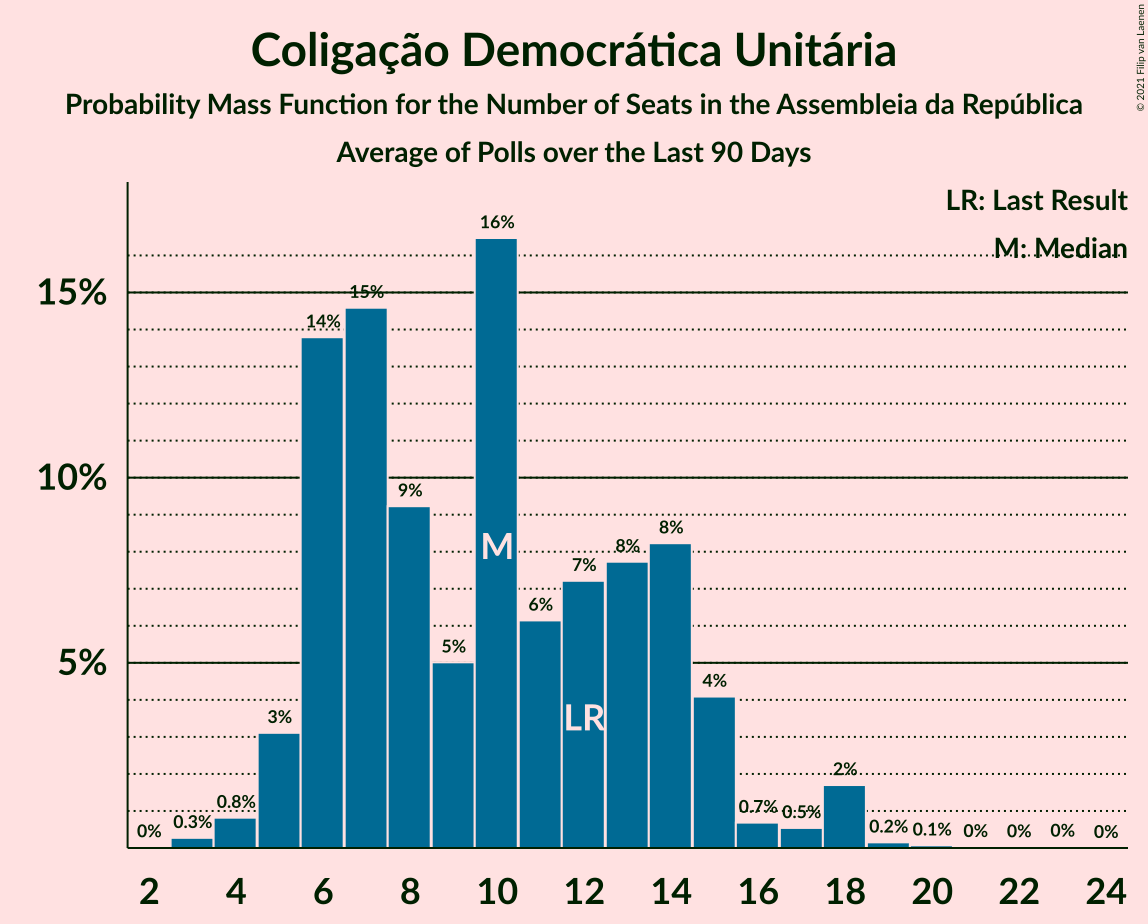 Coligação Democrática Unitária
Probability Mass Function for the Number of Seats in the Assembleia da República
Average of Polls over the Last 90 Days
© 2021 Filip van Laenen
LR: Last Result
M: Median
15%
10%
5%
0%
0.3%
0.8%
3%
14%
15%
9%
5%
16%
6%
7%
8%
8%
4%
0.7%
0.5%
2%
0.2%
0.1%
0%
0%
0%
0%
M
LR
2 4 6 8 10 12 14 16 18 20 22 24